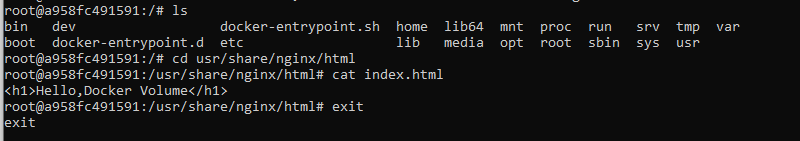 root@a958fc491591:/# ls
bin dev docker-entrypoint.sh home lib64 mnt proc run srv tmp var
boot docker-entrypoint.d etc lib media opt root sbin sys usr
root@a958fc491591:/# cd usr/share/nginx/html
root@a958fc491591:/usr/share/nginx/html# cat index.html
<h1>Hello,Docker Volume</h1>
root@a958fc491591:/usr/share/nginx/html# exit
exit